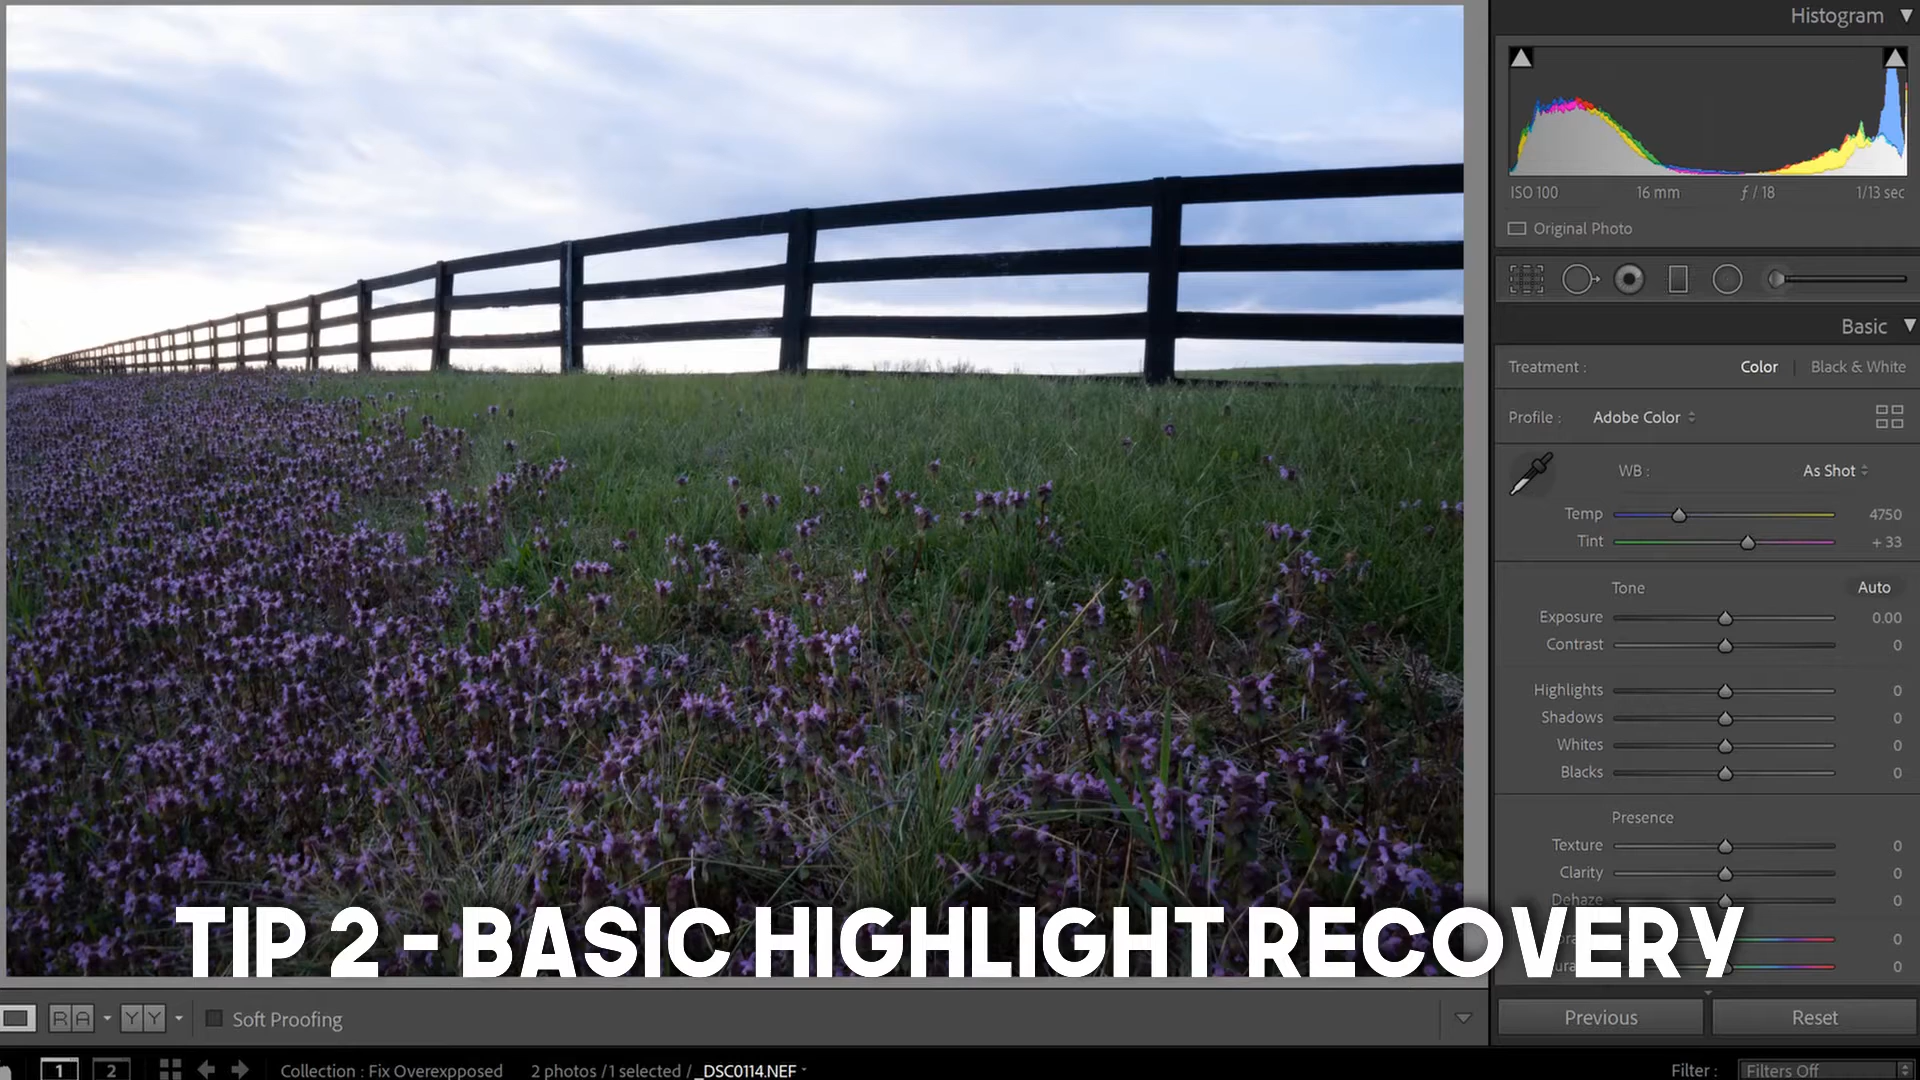 Histogram
ISO 100 16 mm ƒ / 18 1/13 sec
Original Photo
Basic
Treatment : Color Black & White
Profile : Adobe Color
WB : As Shot
Temp 4750
Tint + 33
Tone Auto
Exposure 0.00
Contrast 0
Highlights 0
Shadows 0
Whites 0
Blacks 0
Presence
Texture 0
Clarity 0
Dehaze 0
0
0
TIP 2 - BASIC HIGHLIGHT RECOVERY
Previous Reset
R A Y Y Soft Proofing
1 2 Collection : Fix Overexpposed 2 photos / 1 selected / _DSC0114.NEF Filter : Filters Off